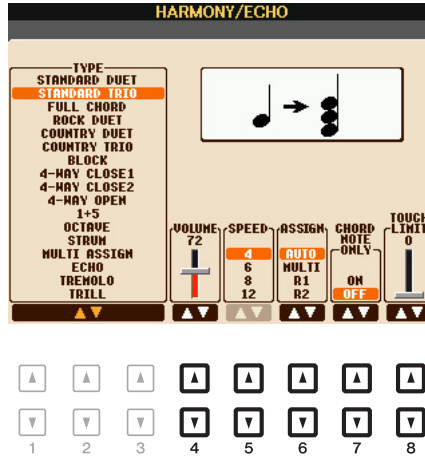 HARMONY/ECHO
TYPE
STANDARD DUET
STANDARD TRIO
FULL CHORD
ROCK DUET
COUNTRY DUET
COUNTRY TRIO
BLOCK
4-WAY CLOSE1
4-WAY CLOSE2
4-WAY OPEN
1+5
OCTAVE
STRUM
MULTI ASSIGN
ECHO
TREMOLO
TRILL
VOLUME
72
SPEED
4
6
8
12
ASSIGN
AUTO
MULTI
R1
R2
CHORD
NOTE
ONLY
ON
OFF
TOUCH
LIMIT
0
1 2 3 4 5 6 7 8